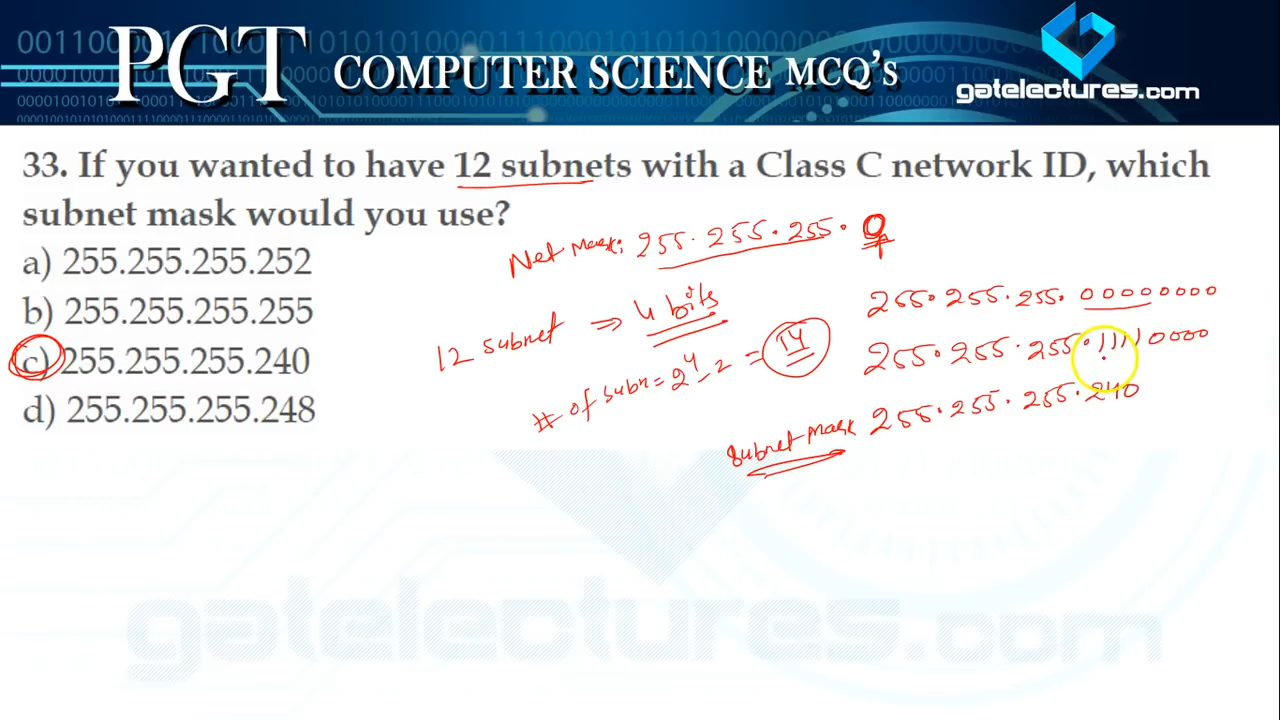 PGT COMPUTER SCIENCE MCQ's
gatelectures.com
33. If you wanted to have 12 subnets with a Class C network ID, which
subnet mask would you use?
a) 255.255.255.252
b) 255.255.255.255
c) 255.255.255.240
d) 255.255.255.248
Net Mask: 255.255.255.0
12 subnet ⇒ 4 bits
# of subn = 2^4 - 2 = 14
255.255.255.00000000
255.255.255.11110000
Subnet mask 255.255.255.240
gatelectures.com